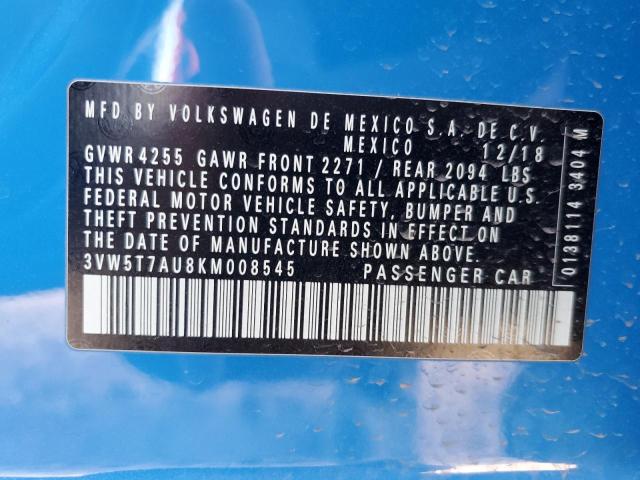 MFD BY VOLKSWAGEN DE MEXICO S.A. DE C.V.
MEXICO 12/18
GVWR 4255 GAWR FRONT 2271 / REAR 2094 LBS
THIS VEHICLE CONFORMS TO ALL APPLICABLE U.S.
FEDERAL MOTOR VEHICLE SAFETY, BUMPER AND
THEFT PREVENTION STANDARDS IN EFFECT ON
THE DATE OF MANUFACTURE SHOWN ABOVE.
3VW5T7AU8KM008545 PASSENGER CAR
0138114 3404 M